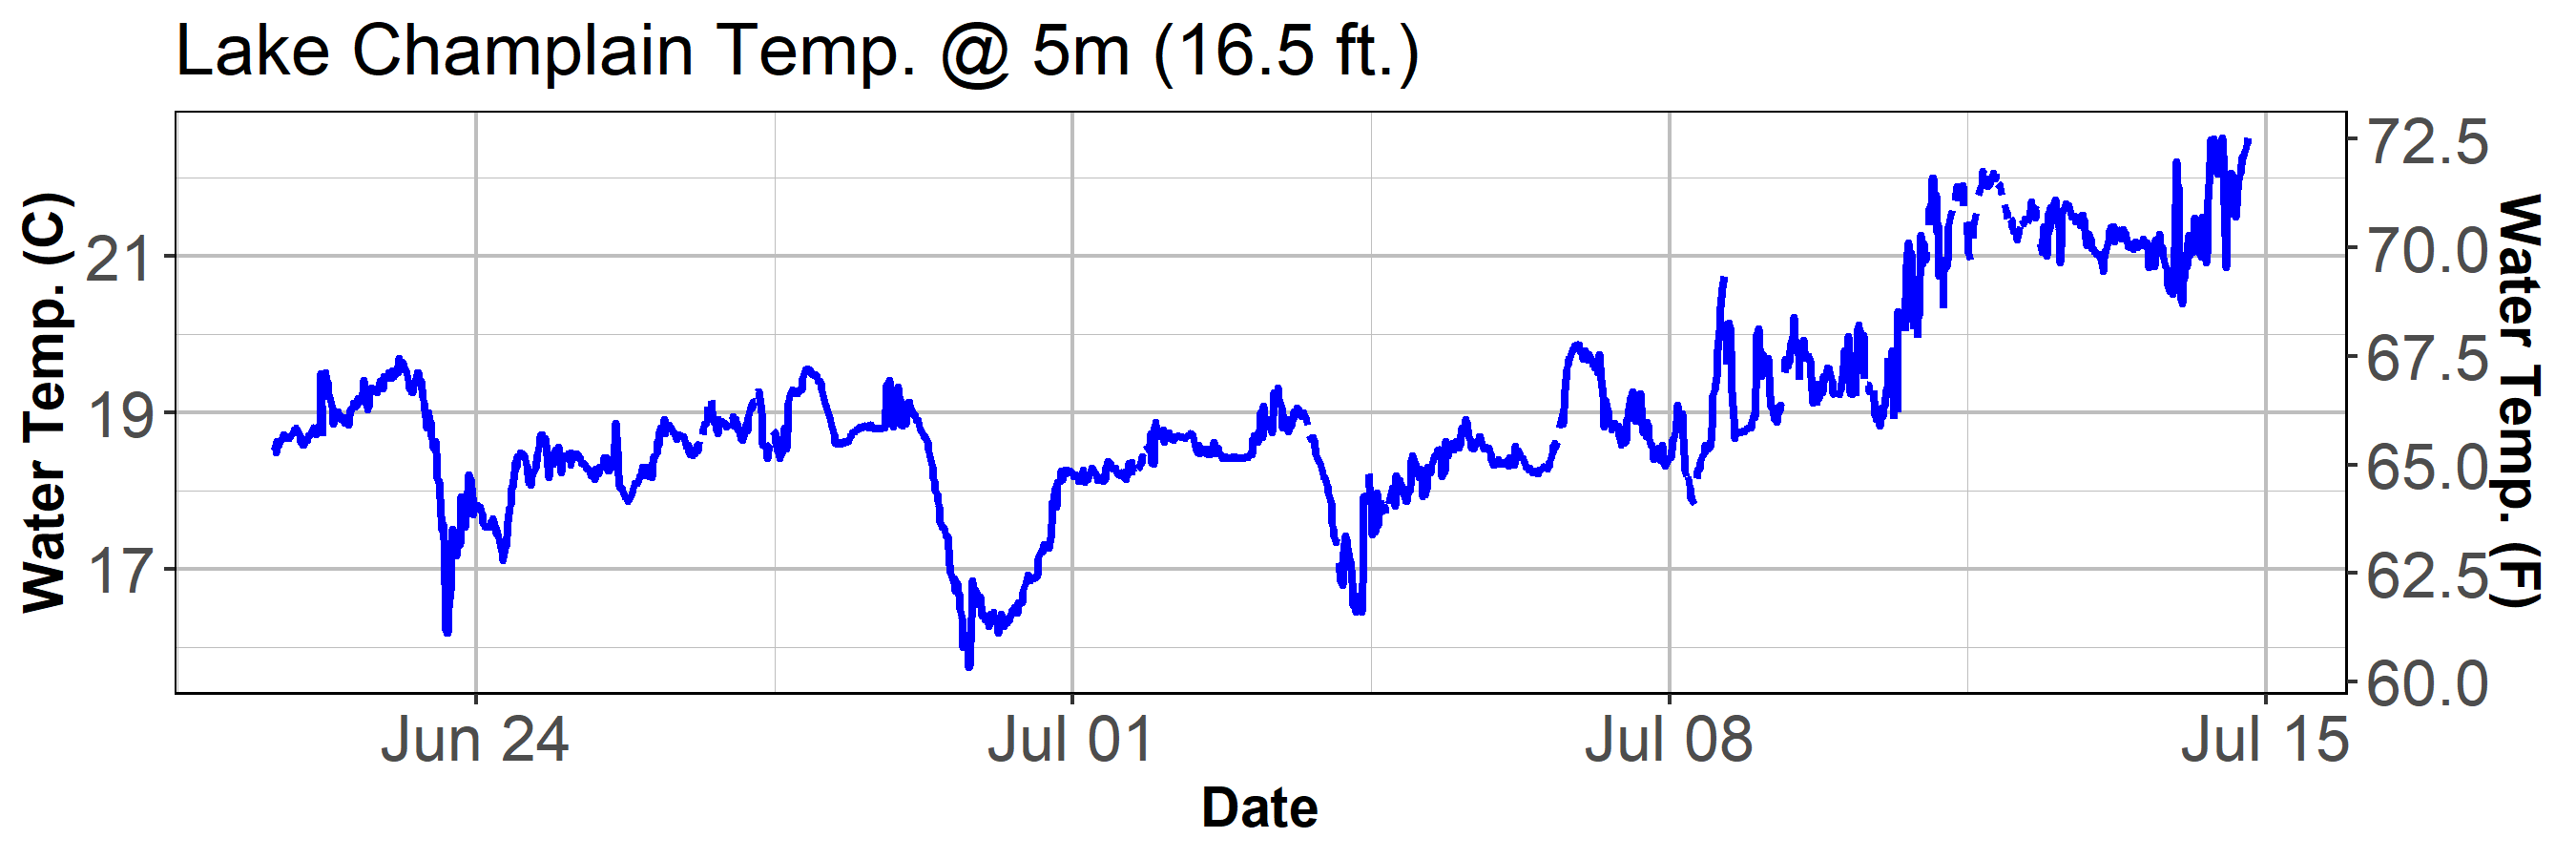 Lake Champlain Temp. @ 5m (16.5 ft.)
Water Temp. (C)
21
19
17
72.5
70.0
67.5
65.0
62.5
60.0
Water Temp. (F)
Jun 24
Jul 01
Jul 08
Jul 15
Date